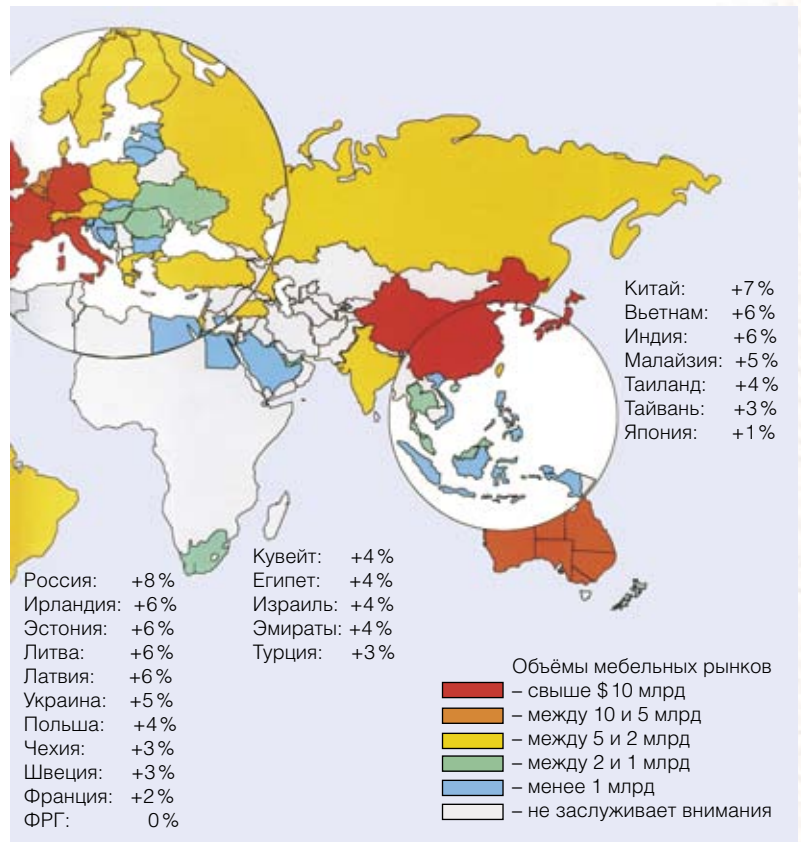 Китай: +7 %
Вьетнам: +6 %
Индия: +6 %
Малайзия: +5 %
Таиланд: +4 %
Тайвань: +3 %
Япония: +1 %
Россия: +8 %
Ирландия: +6 %
Эстония: +6 %
Литва: +6 %
Латвия: +6 %
Украина: +5 %
Польша: +4 %
Чехия: +3 %
Швеция: +3 %
Франция: +2 %
ФРГ: 0 %
Кувейт: +4 %
Египет: +4 %
Израиль: +4 %
Эмираты: +4 %
Турция: +3 %
Объёмы мебельных рынков
– свыше $ 10 млрд
– между 10 и 5 млрд
– между 5 и 2 млрд
– между 2 и 1 млрд
– менее 1 млрд
– не заслуживает внимания